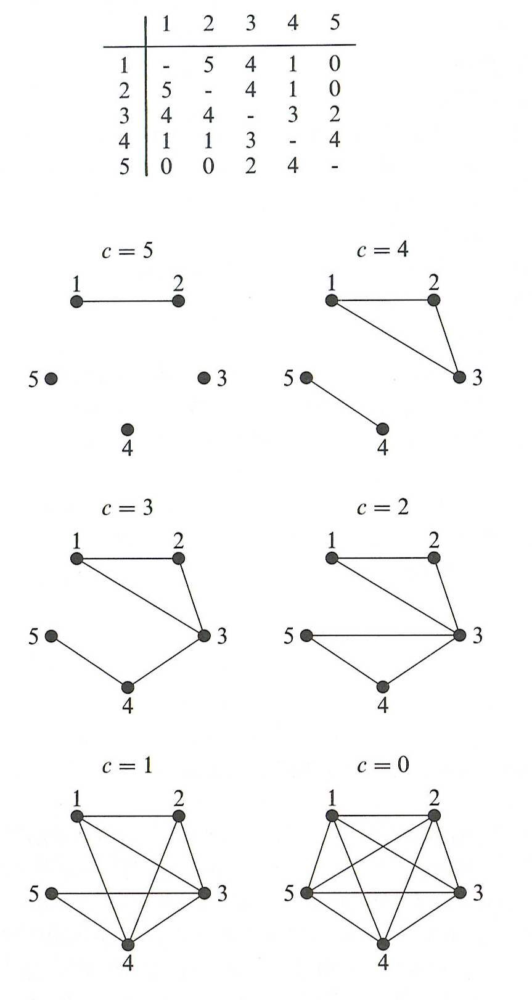 1 2 3 4 5
1 - 5 4 1 0
2 5 - 4 1 0
3 4 4 - 3 2
4 1 1 3 - 4
5 0 0 2 4 -
c = 5
1 2
5 3
4
c = 4
1 2
5 3
4
c = 3
1 2
5 3
4
c = 2
1 2
5 3
4
c = 1
1 2
5 3
4
c = 0
1 2
5 3
4